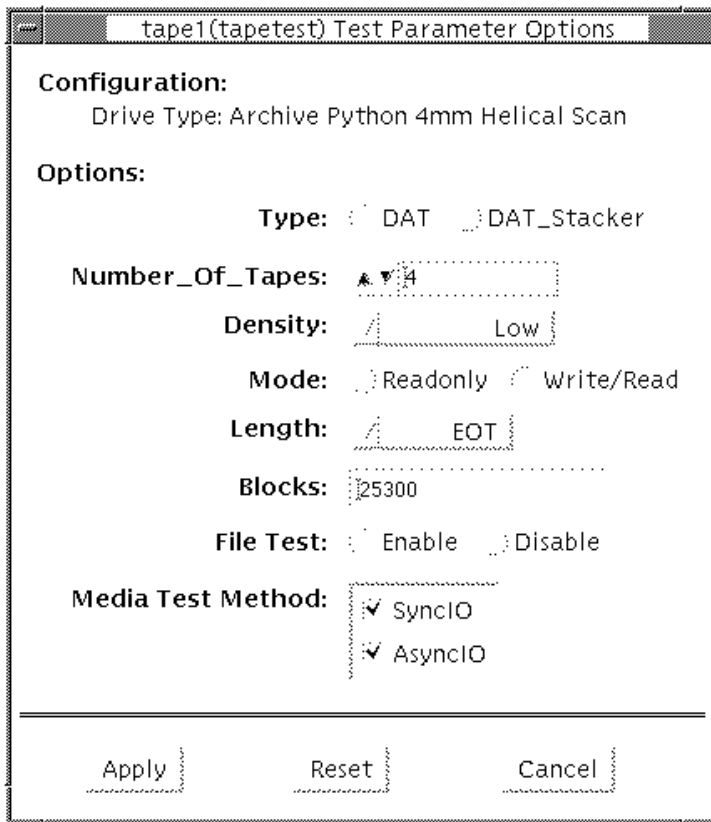 tape1(tapetest) Test Parameter Options
Configuration:
Drive Type: Archive Python 4mm Helical Scan
Options:
Type: DAT DAT_Stacker
Number_Of_Tapes: 4
Density: Low
Mode: Readonly Write/Read
Length: EOT
Blocks: 25300
File Test: Enable Disable
Media Test Method: SyncIO
AsyncIO
Apply Reset Cancel